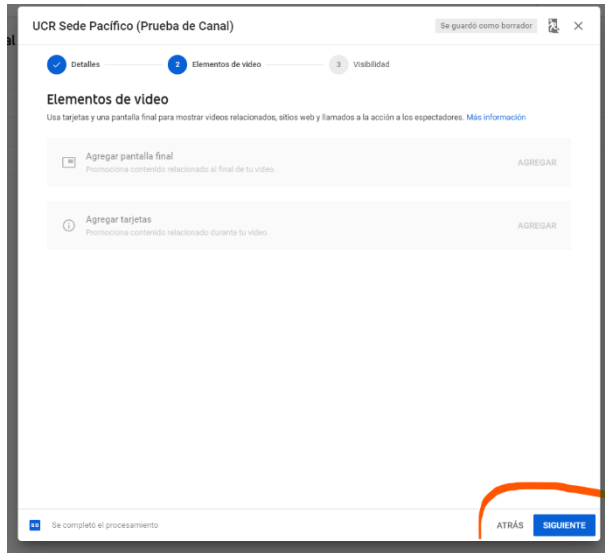 al
UCR Sede Pacífico (Prueba de Canal)
Se guardó como borrador
Detalles
2 Elementos de video
3 Visibilidad
Elementos de video
Usa tarjetas y una pantalla final para mostrar videos relacionados, sitios web y llamados a la acción a los espectadores. Más información
Agregar pantalla final
AGREGAR
Promociona contenido relacionado al final de tu video.
Agregar tarjetas
AGREGAR
Promociona contenido relacionado durante tu video.
Se completó el procesamiento
ATRÁS SIGUIENTE